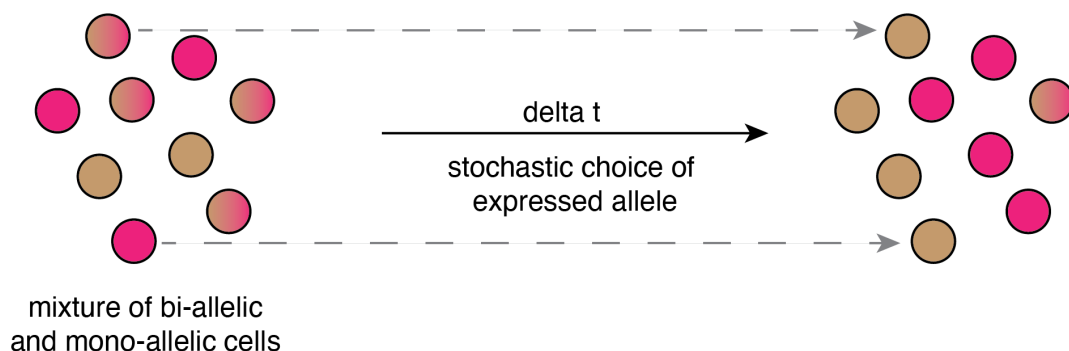 delta t
stochastic choice of
expressed allele
mixture of bi-allelic
and mono-allelic cells